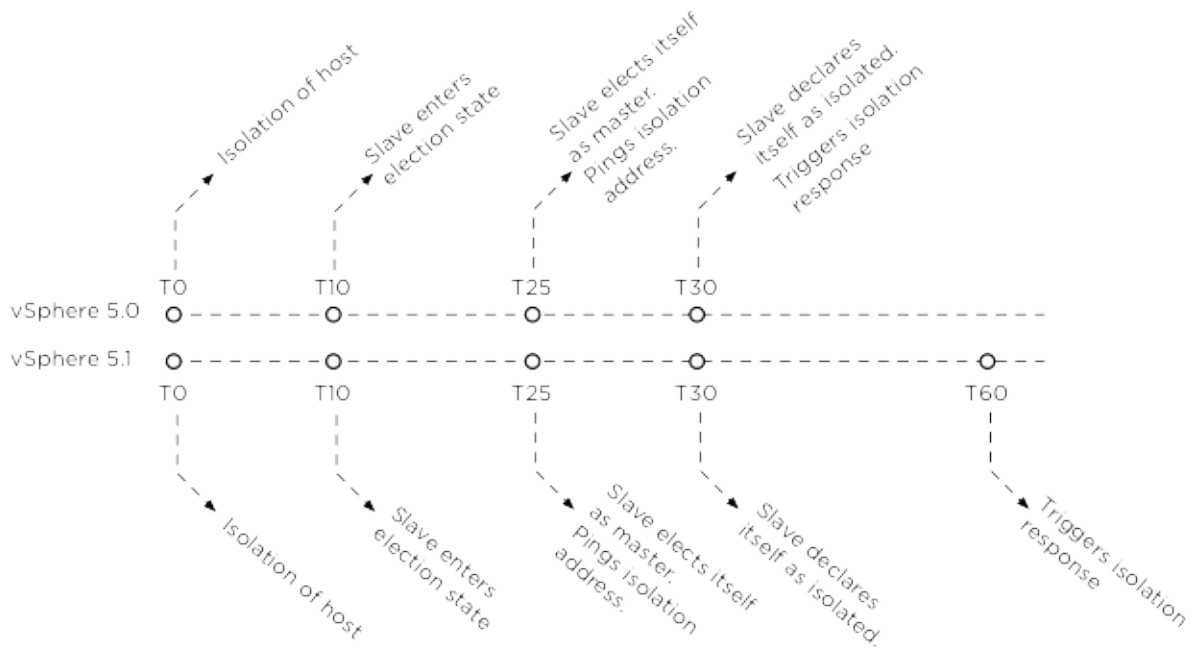 Isolation of host
Slave enters
election state
Slave elects itself
as master.
Pings isolation
address.
Slave declares
itself as isolated.
Triggers isolation
response
T0
T10
T25
T30
vSphere 5.0
vSphere 5.1
T0
T10
T25
T30
T60
Isolation of host
Slave enters
election state
Slave elects itself
as master.
Pings isolation
address.
Slave declares
itself as isolated.
Triggers isolation
response